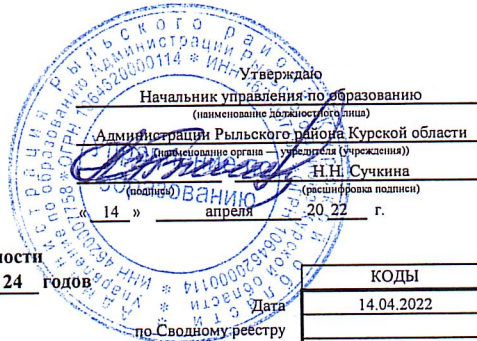 Утверждаю
Начальник управления по образованию
(наименование должностного лица)
Администрации Рыльского района Курской области
(наименование органа — учредителя (учреждения))
Н.Н. Сучкина
(подпись) (расшифровка подписи)
« 14 » апреля 20 22 г.
ности
24 годов
КОДЫ
Дата 14.04.2022
по Сводному реестру